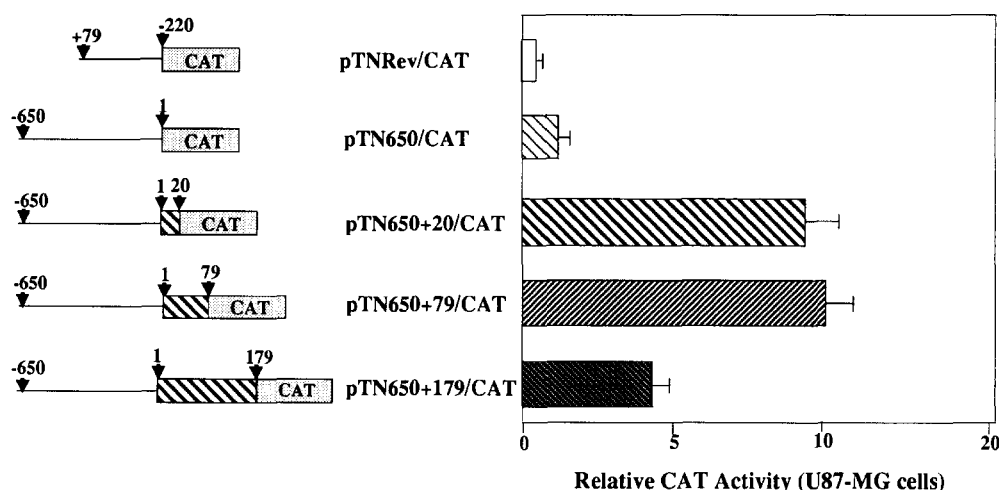 +79 -220
CAT
pTNRev/CAT
-650 1
CAT
pTN650/CAT
-650 1 20
CAT
pTN650+20/CAT
-650 1 79
CAT
pTN650+79/CAT
-650 1 179
CAT
pTN650+179/CAT
0 5 10 20
Relative CAT Activity (U87-MG cells)